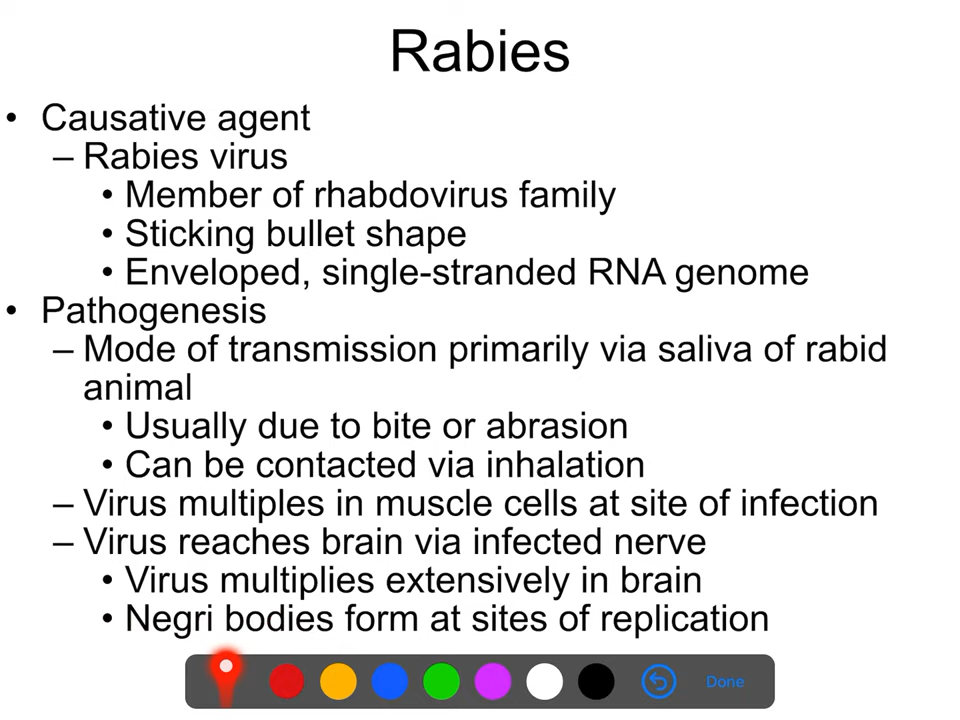 Rabies
• Causative agent
– Rabies virus
• Member of rhabdovirus family
• Sticking bullet shape
• Enveloped, single-stranded RNA genome
• Pathogenesis
– Mode of transmission primarily via saliva of rabid
animal
• Usually due to bite or abrasion
• Can be contacted via inhalation
– Virus multiples in muscle cells at site of infection
– Virus reaches brain via infected nerve
• Virus multiplies extensively in brain
• Negri bodies form at sites of replication
Done